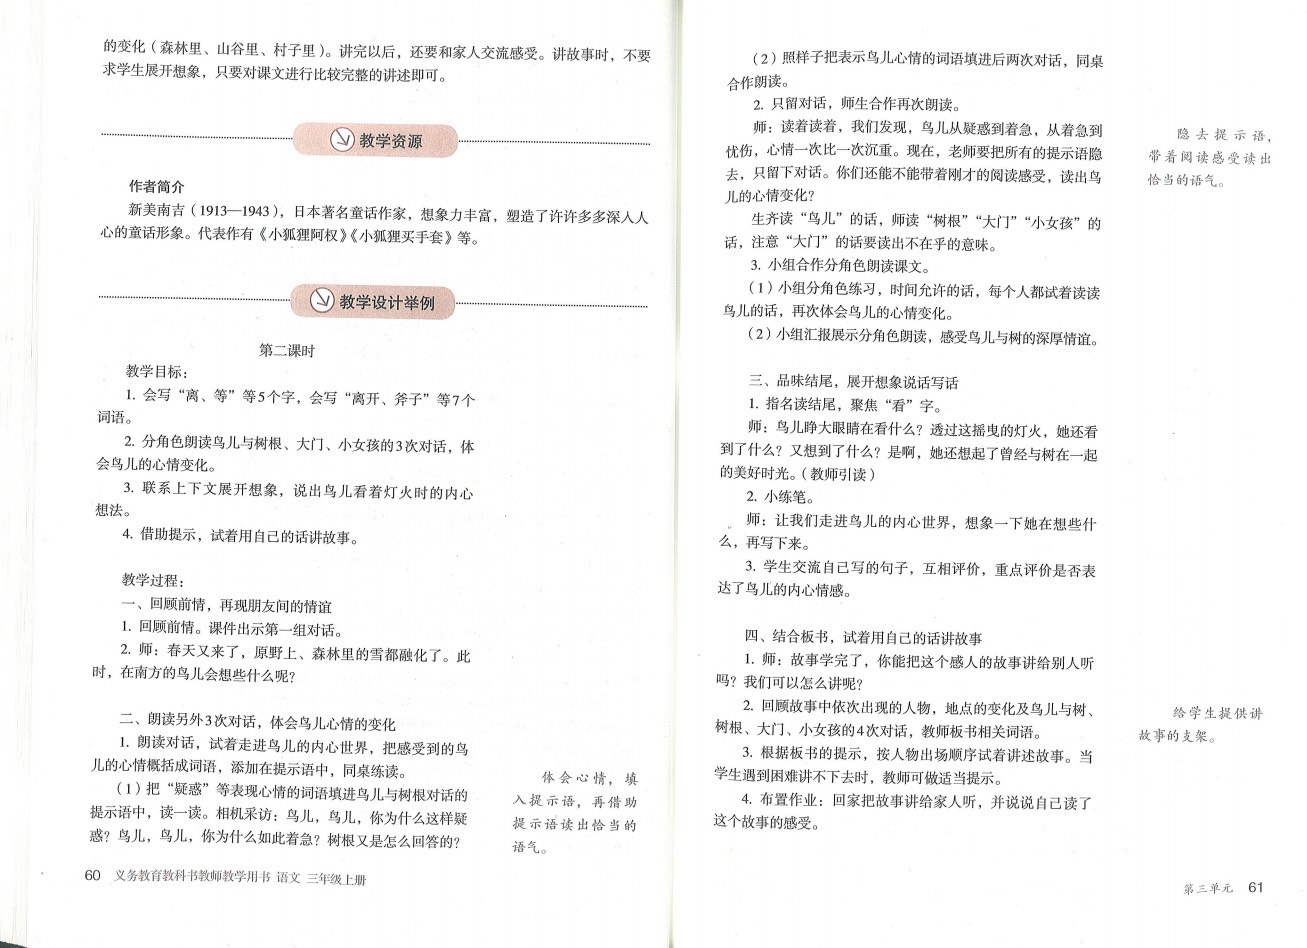 的变化（森林里、山谷里、村子里）。讲完以后，还要和家人交流感受。讲故事时，不要
求学生展开想象，只要对课文进行比较完整的讲述即可。
教学资源
作者简介
新美南吉（1913—1943），日本著名童话作家，想象力丰富，塑造了许许多多深入人
心的童话形象。代表作有《小狐狸阿权》《小狐狸买手套》等。
教学设计举例
第二课时
教学目标：
1. 会写“离、等”等5个字，会写“离开、斧子”等7个
词语。
2. 分角色朗读鸟儿与树根、大门、小女孩的3次对话，体
会鸟儿的心情变化。
3. 联系上下文展开想象，说出鸟儿看着灯火时的内心
想法。
4. 借助提示，试着用自己的话讲故事。
教学过程：
一、回顾前情，再现朋友间的情谊
1. 回顾前情。课件出示第一组对话。
2. 师：春天又来了，原野上、森林里的雪都融化了。此
时，在南方的鸟儿会想些什么呢？
二、朗读另外3次对话，体会鸟儿心情的变化
1. 朗读对话，试着走进鸟儿的内心世界，把感受到的鸟
儿的心情概括成词语，添加在提示语中，同桌练读。
（1）把“疑惑”等表现心情的词语填进鸟儿与树根对话的
提示语中，读一读。相机采访：鸟儿，鸟儿，你为什么这样疑
惑？鸟儿，鸟儿，你为什么如此着急？树根又是怎么回答的？
体会心情，填
入提示语，再借助
提示语读出恰当的
语气。
60 义务教育教科书教师教学用书 语文 三年级上册
（2）照样子把表示鸟儿心情的词语填进后两次对话，同桌
合作朗读。
2. 只留对话，师生合作再次朗读。
师：读着读着，我们发现，鸟儿从疑惑到着急，从着急到
忧伤，心情一次比一次沉重。现在，老师要把所有的提示语隐
去，只留下对话。你们还能不能带着刚才的阅读感受，读出鸟
儿的心情变化？
生齐读“鸟儿”的话，师读“树根”“大门”“小女孩”的
话，注意“大门”的话要读出不在乎的意味。
3. 小组合作分角色朗读课文。
（1）小组分角色练习，时间允许的话，每个人都试着读读
鸟儿的话，再次体会鸟儿的心情变化。
（2）小组汇报展示分角色朗读，感受鸟儿与树的深厚情谊。
隐去提示语，
带着阅读感受读出
恰当的语气。
三、品味结尾，展开想象说话写话
1. 指名读结尾，聚焦“看”字。
师：鸟儿睁大眼睛在看什么？透过这摇曳的灯火，她还看
到了什么？又想到了什么？是啊，她还想起了曾经与树在一起
的美好时光。（教师引读）
2. 小练笔。
师：让我们走进鸟儿的内心世界，想象一下她在想些什
么，再写下来。
3. 学生交流自己写的句子，互相评价，重点评价是否表
达了鸟儿的内心情感。
四、结合板书，试着用自己的话讲故事
1. 师：故事学完了，你能把这个感人的故事讲给别人听
吗？我们可以怎么讲呢？
2. 回顾故事中依次出现的人物，地点的变化及鸟儿与树、
树根、大门、小女孩的4次对话，教师板书相关词语。
3. 根据板书的提示，按人物出场顺序试着讲述故事。当
学生遇到困难讲不下去时，教师可做适当提示。
4. 布置作业：回家把故事讲给家人听，并说说自己读了
这个故事的感受。
给学生提供讲
故事的支架。
第三单元 61